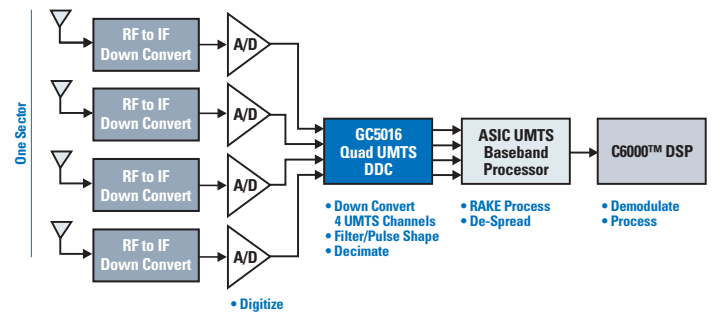 One Sector
RF to IF
Down Convert
A/D
RF to IF
Down Convert
A/D
RF to IF
Down Convert
A/D
RF to IF
Down Convert
A/D
• Digitize
GC5016
Quad UMTS
DDC
• Down Convert
4 UMTS Channels
• Filter/Pulse Shape
• Decimate
ASIC UMTS
Baseband
Processor
• RAKE Process
• De-Spread
C6000™ DSP
• Demodulate
• Process